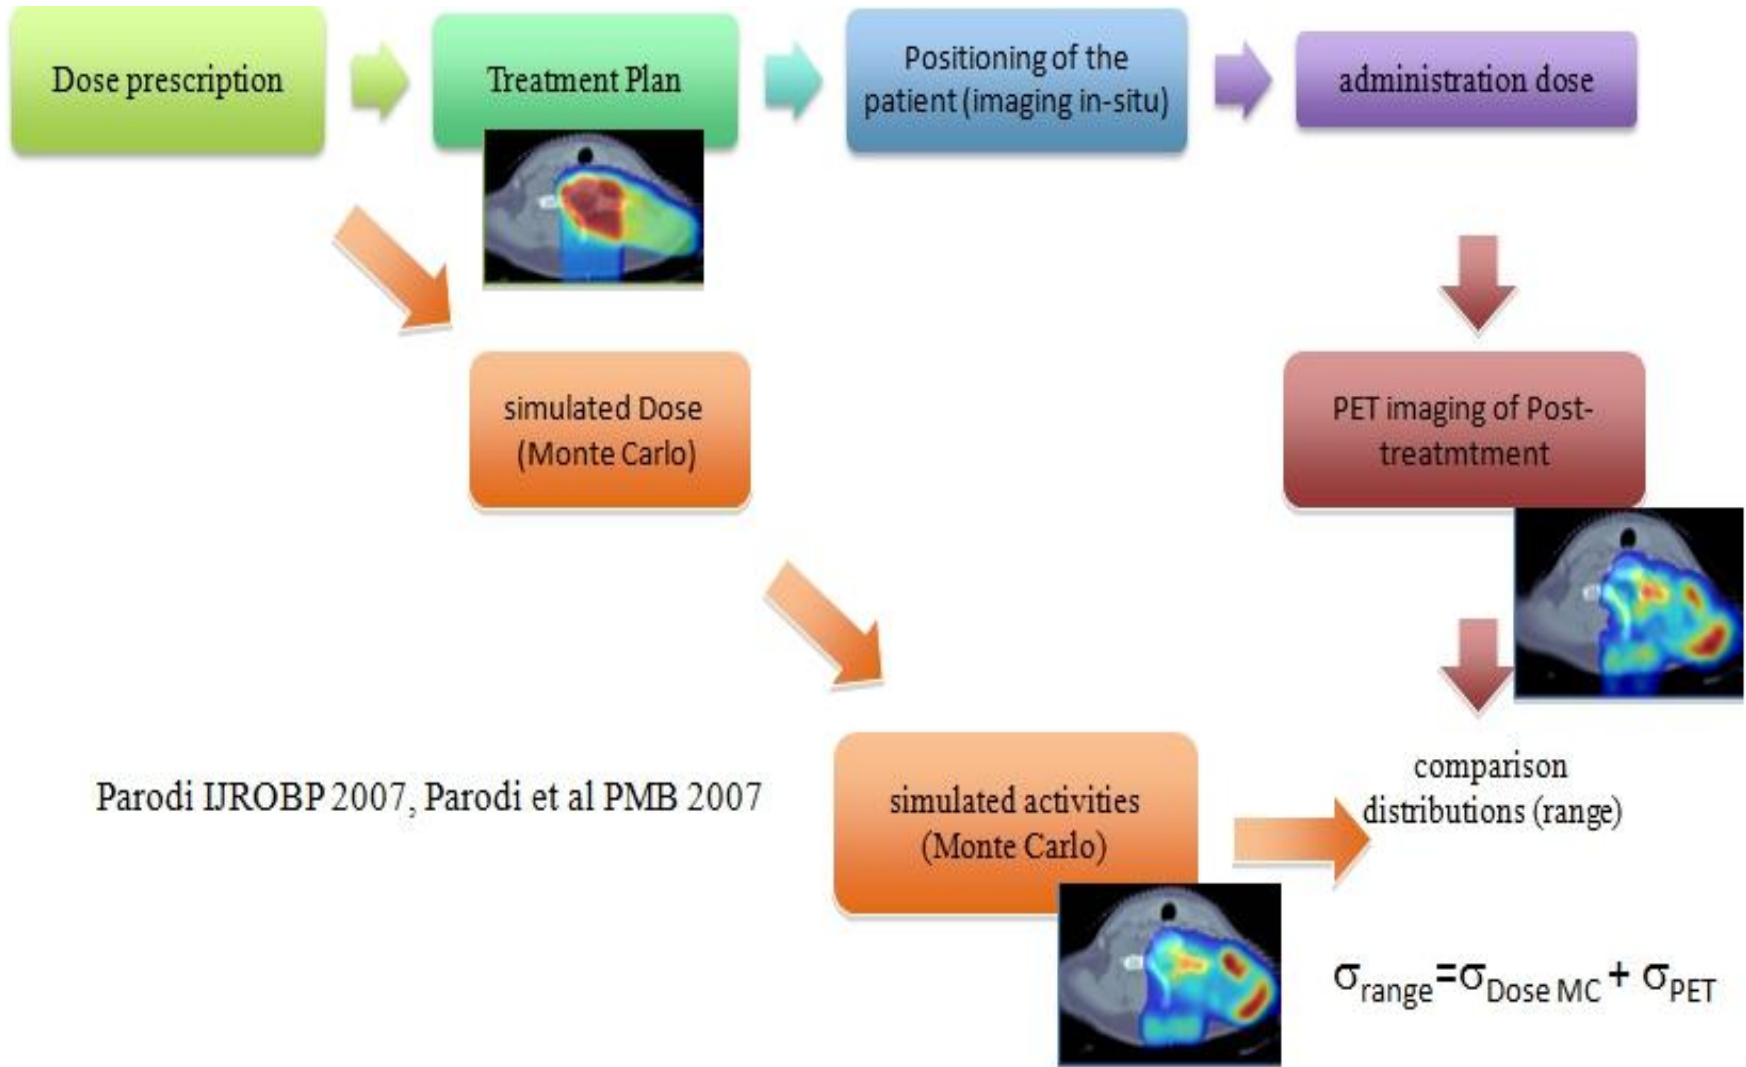 Dose prescription
Treatment Plan
Positioning of the
patient (imaging in-situ)
administration dose
simulated Dose
(Monte Carlo)
PET imaging of Post-
treatmtment
Parodi IJROBP 2007, Parodi et al PMB 2007
simulated activities
(Monte Carlo)
comparison
distributions (range)
σrange=σDose MC + σPET